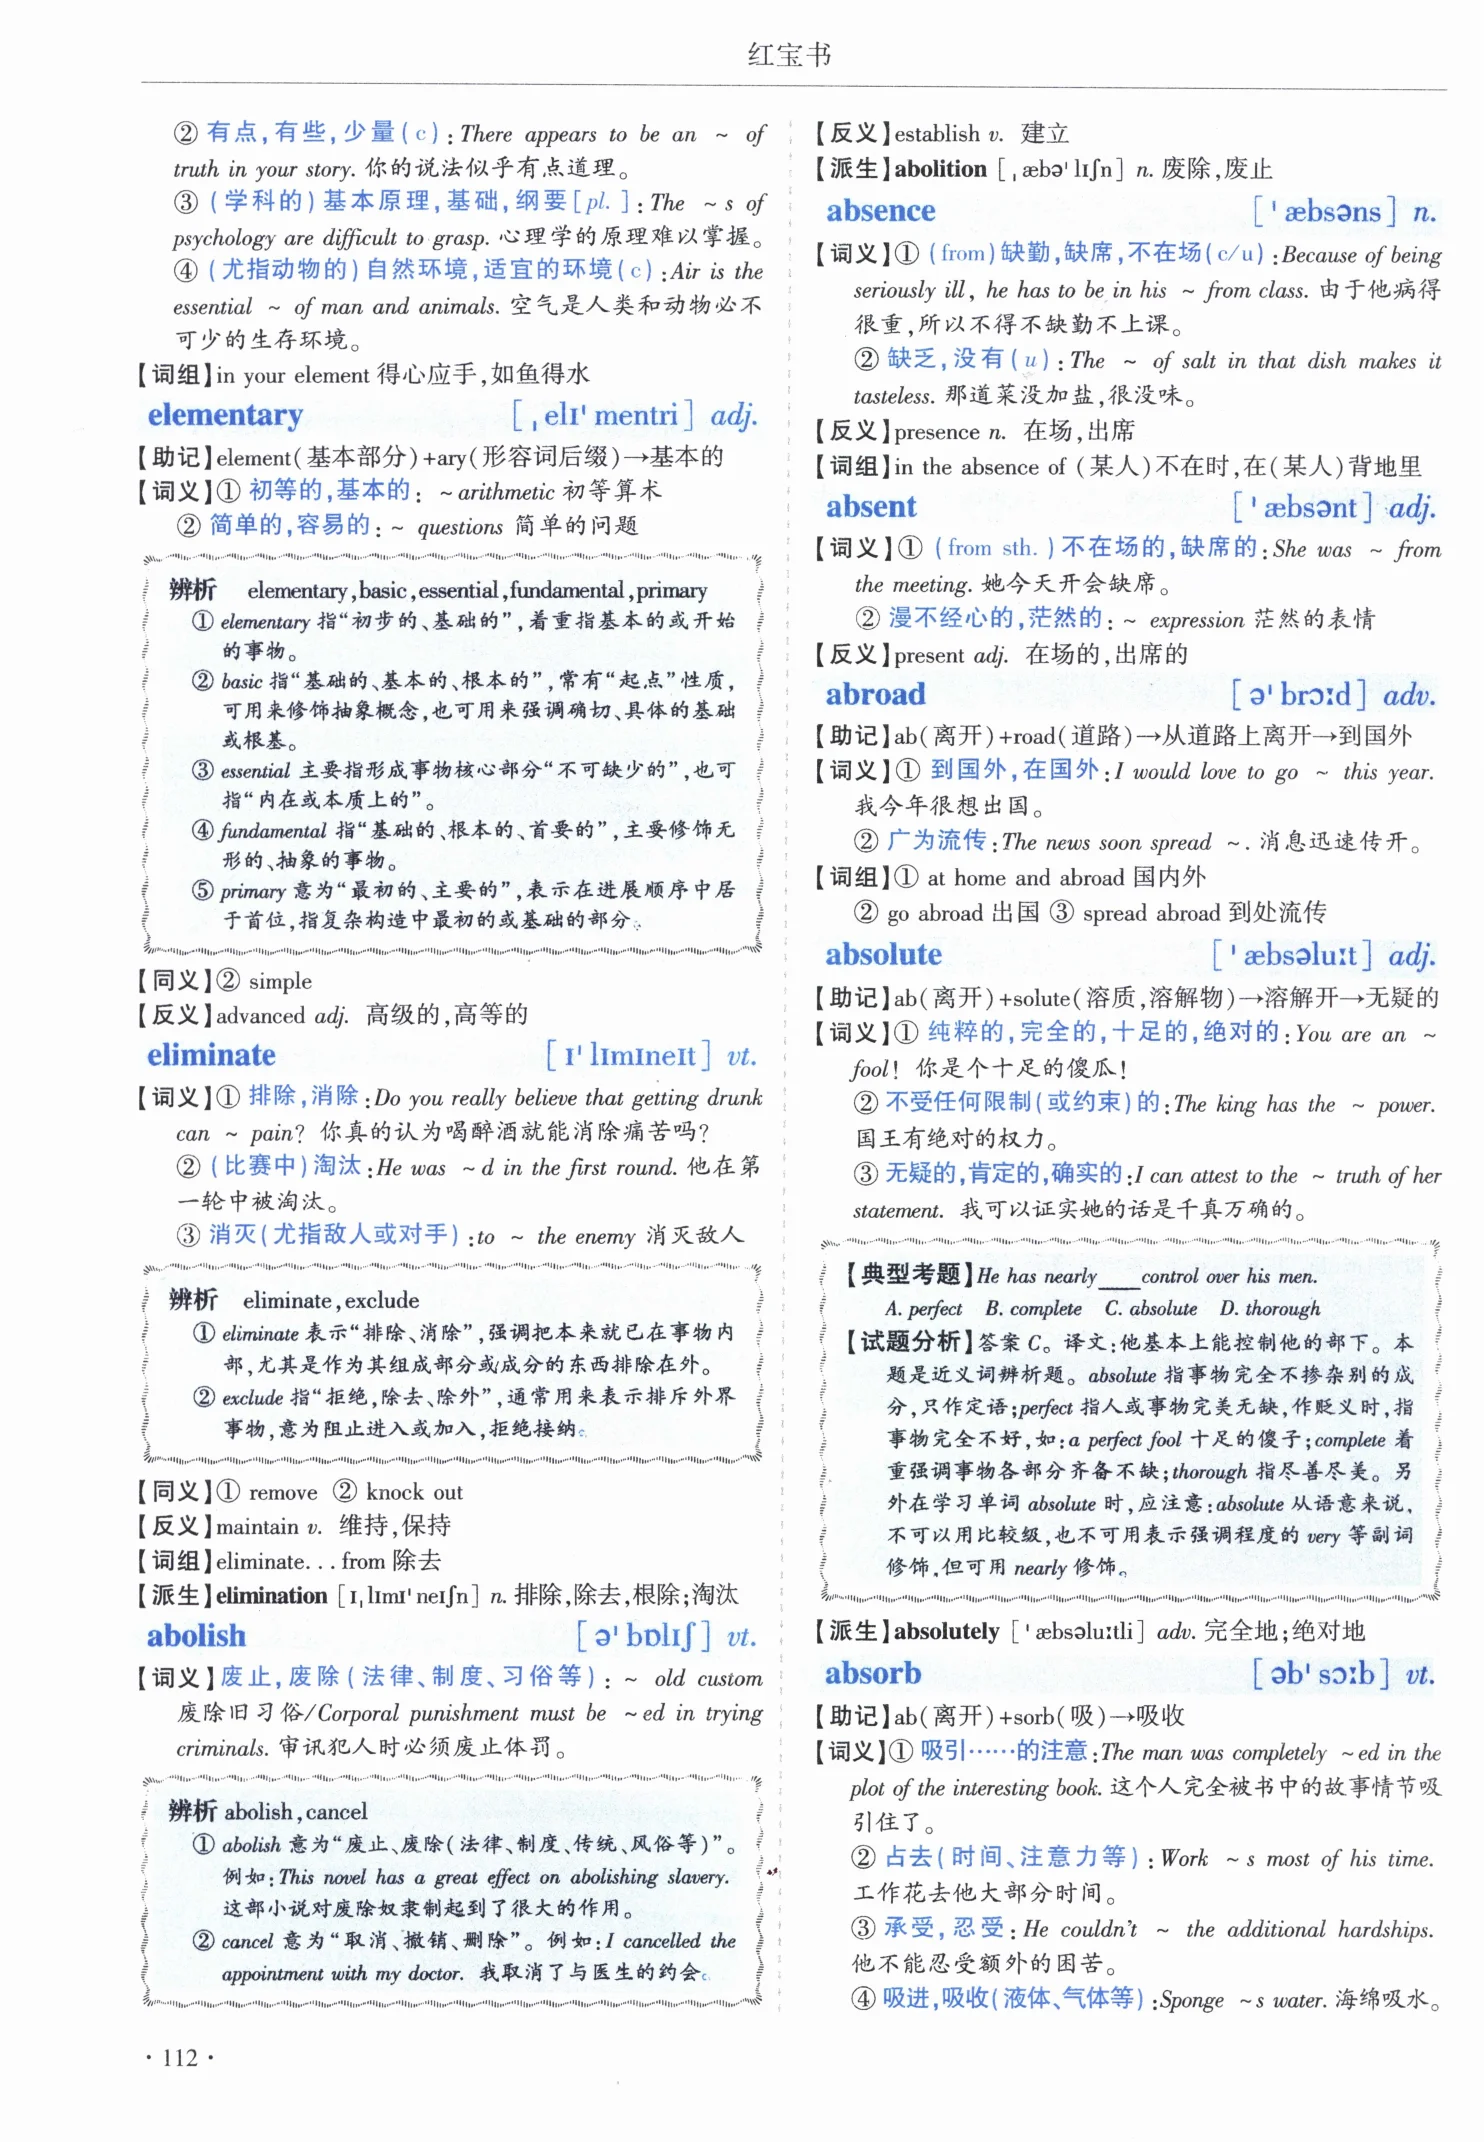 红宝书
② 有点,有些,少量(c):There appears to be an ~ of
truth in your story. 你的说法似乎有点道理。
③ (学科的)基本原理,基础,纲要[pl.]:The ~s of
psychology are difficult to grasp. 心理学的原理难以掌握。
④ (尤指动物的)自然环境,适宜的环境(c):Air is the
essential ~ of man and animals. 空气是人类和动物必不
可少的生存环境。
【词组】in your element 得心应手,如鱼得水
elementary [ˌelɪˈmentri] adj.
【助记】element(基本部分)+ary(形容词后缀)→基本的
【词义】① 初等的,基本的: ~arithmetic 初等算术
② 简单的,容易的: ~ questions 简单的问题
辨析 elementary,basic,essential,fundamental,primary
① elementary 指“初步的、基础的”,着重指基本的或开始
的事物。
② basic 指“基础的、基本的、根本的”,常有“起点”性质,
可用来修饰抽象概念,也可用来强调确切、具体的基础
或根基。
③ essential 主要指形成事物核心部分“不可缺少的”,也可
指“内在或本质上的”。
④ fundamental 指“基础的、根本的、首要的”,主要修饰无
形的、抽象的事物。
⑤ primary 意为“最初的、主要的”,表示在进展顺序中居
于首位,指复杂构造中最初的或基础的部分。
【同义】② simple
【反义】advanced adj. 高级的,高等的
eliminate [ɪˈlɪmɪneɪt] vt.
【词义】① 排除,消除:Do you really believe that getting drunk
can ~ pain? 你真的认为喝醉酒就能消除痛苦吗?
② (比赛中)淘汰:He was ~d in the first round. 他在第
一轮中被淘汰。
③ 消灭(尤指敌人或对手):to ~ the enemy 消灭敌人
辨析 eliminate,exclude
① eliminate 表示“排除、消除”,强调把本来就已在事物内
部,尤其是作为其组成部分或成分的东西排除在外。
② exclude 指“拒绝,除去、除外”,通常用来表示排斥外界
事物,意为阻止进入或加入,拒绝接纳。
【同义】① remove ② knock out
【反义】maintain v. 维持,保持
【词组】eliminate...from 除去
【派生】elimination [ɪˌlɪmɪˈneɪʃn] n. 排除,除去,根除;淘汰
abolish [əˈbɒlɪʃ] vt.
【词义】废止,废除(法律、制度、习俗等): ~ old custom
废除旧习俗/Corporal punishment must be ~ed in trying
criminals. 审讯犯人时必须废止体罚。
辨析 abolish,cancel
① abolish 意为“废止、废除(法律、制度、传统、风俗等)”。
例如:This novel has a great effect on abolishing slavery.
这部小说对废除奴隶制起到了很大的作用。
② cancel 意为“取消、撤销、删除”。例如:I cancelled the
appointment with my doctor. 我取消了与医生的约会。
· 112 ·
【反义】establish v. 建立
【派生】abolition [ˌæbəˈlɪʃn] n. 废除,废止
absence [ˈæbsəns] n.
【词义】① (from)缺勤,缺席,不在场(c/u):Because of being
seriously ill, he has to be in his ~ from class. 由于他病得
很重,所以不得不缺勤不上课。
② 缺乏,没有(u):The ~ of salt in that dish makes it
tasteless. 那道菜没加盐,很没味。
【反义】presence n. 在场,出席
【词组】in the absence of (某人)不在时,在(某人)背地里
absent [ˈæbsənt] adj.
【词义】① (from sth.)不在场的,缺席的:She was ~ from
the meeting. 她今天开会缺席。
② 漫不经心的,茫然的: ~ expression 茫然的表情
【反义】present adj. 在场的,出席的
abroad [əˈbrɔːd] adv.
【助记】ab(离开)+road(道路)→从道路上离开→到国外
【词义】① 到国外,在国外:I would love to go ~ this year.
我今年很想出国。
② 广为流传:The news soon spread ~. 消息迅速传开。
【词组】① at home and abroad 国内外
② go abroad 出国 ③ spread abroad 到处流传
absolute [ˈæbsəluːt] adj.
【助记】ab(离开)+solute(溶质,溶解物)→溶解开→无疑的
【词义】① 纯粹的,完全的,十足的,绝对的:You are an ~
fool! 你是个十足的傻瓜!
② 不受任何限制(或约束)的:The king has the ~ power.
国王有绝对的权力。
③ 无疑的,肯定的,确实的:I can attest to the ~ truth of her
statement. 我可以证实她的话是千真万确的。
【典型考题】He has nearly____control over his men.
A. perfect B. complete C. absolute D. thorough
【试题分析】答案 C。译文:他基本上能控制他的部下。本
题是近义词辨析题。absolute 指事物完全不掺杂别的成
分,只作定语;perfect 指人或事物完美无缺,作贬义时,指
事物完全不好,如:a perfect fool 十足的傻子;complete 着
重强调事物各部分齐备不缺;thorough 指尽善尽美。另
外在学习单词 absolute 时,应注意:absolute 从语意来说,
不可以用比较级,也不可用表示强调程度的 very 等副词
修饰,但可用 nearly 修饰。
【派生】absolutely [ˈæbsəluːtli] adv. 完全地;绝对地
absorb [əbˈsɔːb] vt.
【助记】ab(离开)+sorb(吸)→吸收
【词义】① 吸引……的注意:The man was completely ~ed in the
plot of the interesting book. 这个人完全被书中的故事情节吸
引住了。
② 占去(时间、注意力等):Work ~s most of his time.
工作花去他大部分时间。
③ 承受,忍受:He couldn't ~ the additional hardships.
他不能忍受额外的困苦。
④ 吸进,吸收(液体、气体等):Sponge ~s water. 海绵吸水。